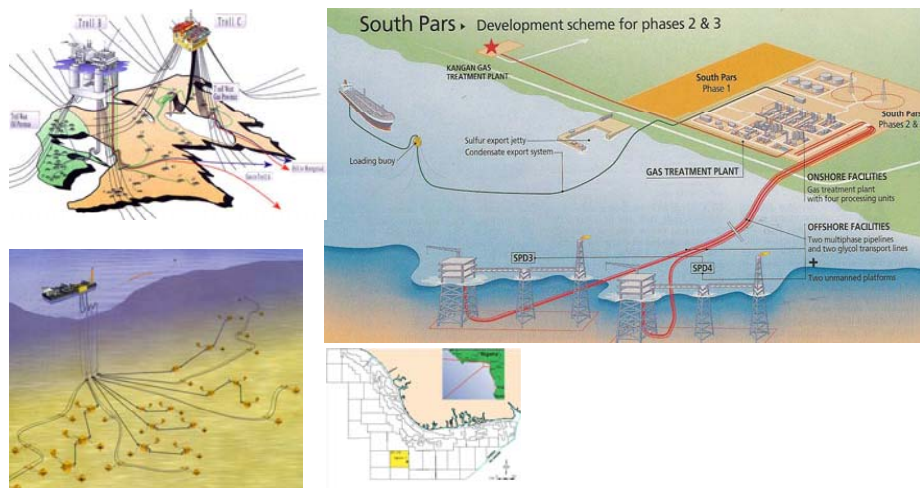 Troll B
Troll C
South Pars ▸ Development scheme for phases 2 & 3
KANGAN GAS
TREATMENT PLANT
South Pars
Phase 1
South Pars
Phases 2 &
Sulfur export jetty
Condensate export system
Loading buoy
GAS TREATMENT PLANT
ONSHORE FACILITIES
Gas treatment plant
with four processing units
OFFSHORE FACILITIES
Two multiphase pipelines
and two glycol transport lines
+
Two unmanned platforms
SPD3
SPD4
Nigeria